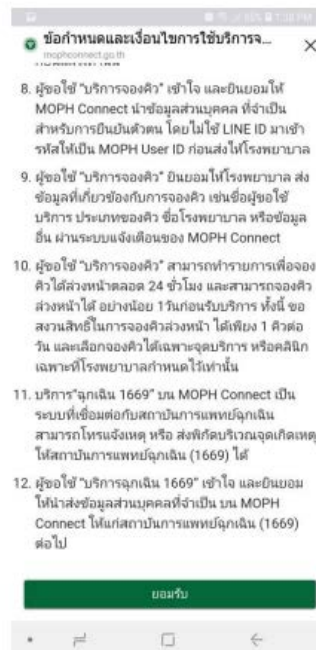 85% 7:38 PM
ข้อกำหนดและเงื่อนไขการใช้บริการจ...
mophconnect.go.th
8. ผู้ขอใช้ “บริการจองคิว” เข้าใจ และยินยอมให้
MOPH Connect นำข้อมูลส่วนบุคคล ที่จำเป็น
สำหรับการยืนยันตัวตน โดยไม่ใช้ LINE ID มาเข้า
รหัสให้เป็น MOPH User ID ก่อนส่งให้โรงพยาบาล
9. ผู้ขอใช้ “บริการจองคิว” ยินยอมให้โรงพยาบาล ส่ง
ข้อมูลที่เกี่ยวข้องกับการจองคิว เช่นชื่อผู้ขอใช้
บริการ ประเภทของคิว ชื่อโรงพยาบาล หรือข้อมูล
อื่น ผ่านระบบแจ้งเตือนของ MOPH Connect
10. ผู้ขอใช้ “บริการจองคิว” สามารถทำรายการเพื่อจอง
คิวได้ล่วงหน้าตลอด 24 ชั่วโมง และสามารถจองคิว
ล่วงหน้าได้ อย่างน้อย 1วันก่อนรับบริการ ทั้งนี้ ขอ
สงวนสิทธิ์ในการจองคิวล่วงหน้า ได้เพียง 1 คิวต่อ
วัน และเลือกจองคิวได้เฉพาะจุดบริการ หรือคลินิก
เฉพาะที่โรงพยาบาลกำหนดไว้เท่านั้น
11. บริการ“ฉุกเฉิน 1669” บน MOPH Connect เป็น
ระบบที่เชื่อมต่อกับสถาบันการแพทย์ฉุกเฉิน
สามารถโทรแจ้งเหตุ หรือ ส่งพิกัดบริเวณจุดเกิดเหตุ
ให้สถาบันการแพทย์ฉุกเฉิน (1669) ได้
12. ผู้ขอใช้ “บริการฉุกเฉิน 1669” เข้าใจ และยินยอม
ให้นำส่งข้อมูลส่วนบุคคลที่จำเป็น บน MOPH
Connect ให้แก่สถาบันการแพทย์ฉุกเฉิน (1669)
ต่อไป
ยอมรับ